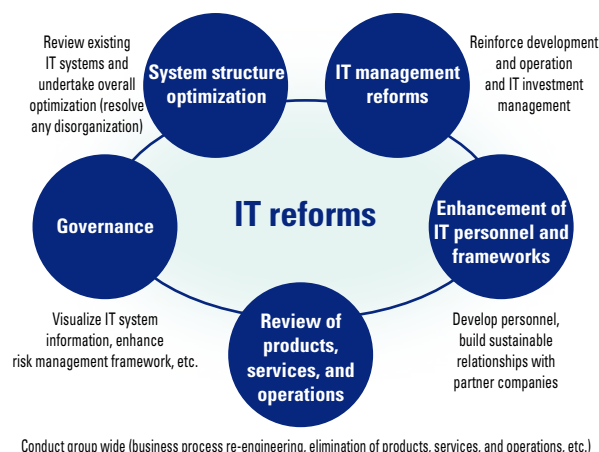 Review existing
IT systems and
undertake overall
optimization (resolve
any disorganization)
System structure
optimization
IT management
reforms
Reinforce development
and operation
and IT investment
management
IT reforms
Governance
Visualize IT system
information, enhance
risk management framework, etc.
Enhancement of
IT personnel and
frameworks
Develop personnel,
build sustainable
relationships with
partner companies
Review of
products,
services, and
operations
Conduct group wide (business process re-engineering, elimination of products, services, and operations, etc.)